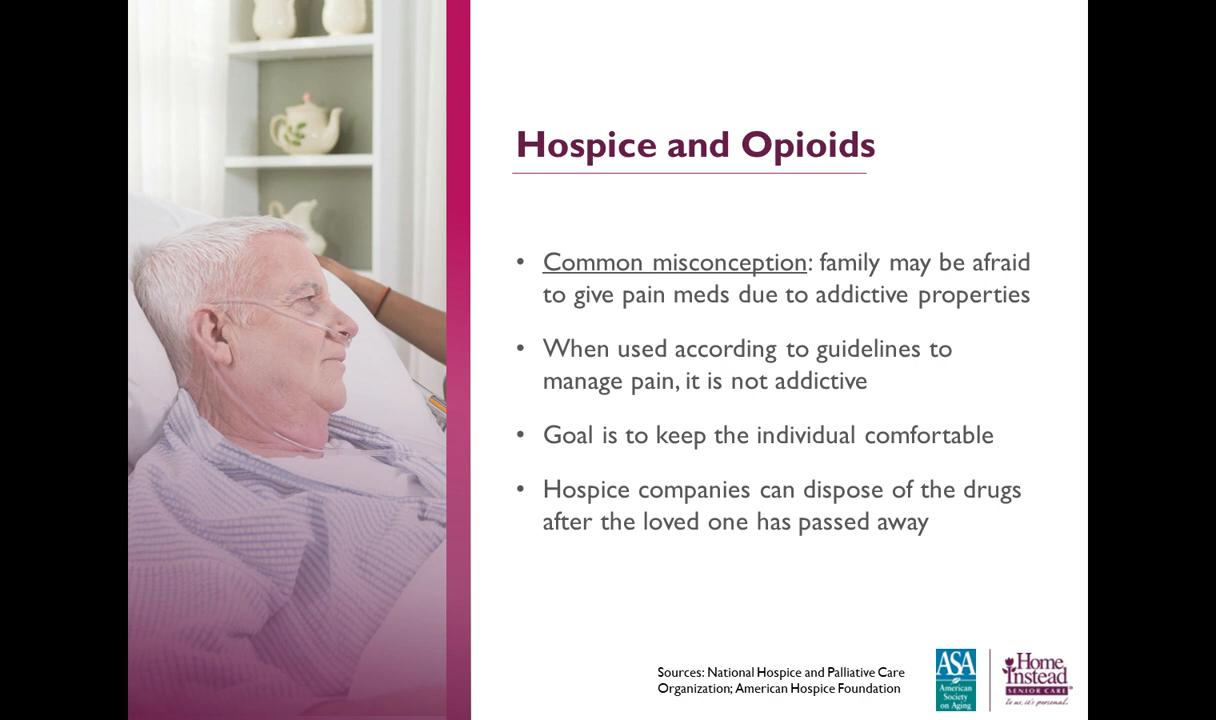 Hospice and Opioids
• Common misconception: family may be afraid
to give pain meds due to addictive properties
• When used according to guidelines to
manage pain, it is not addictive
• Goal is to keep the individual comfortable
• Hospice companies can dispose of the drugs
after the loved one has passed away
Sources: National Hospice and Palliative Care
Organization; American Hospice Foundation
ASA
American
Society
on Aging
Home
Instead
SENIOR CARE®
to us, it's personal.